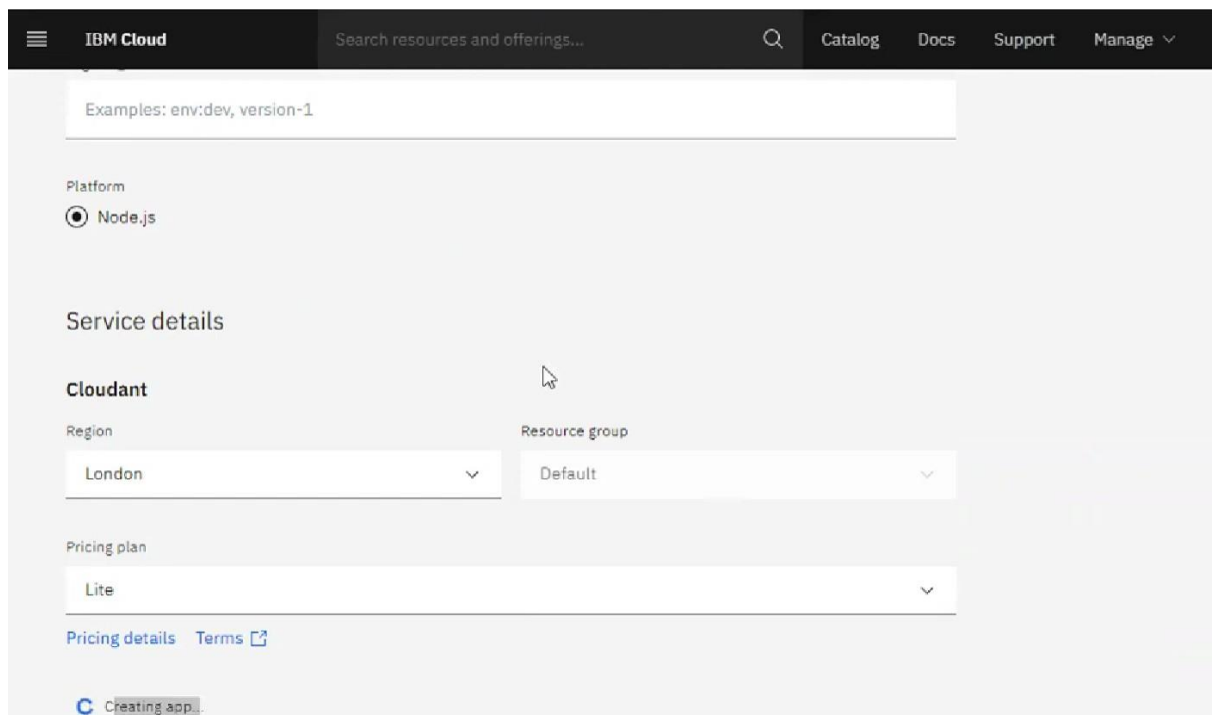 IBM Cloud
Search resources and offerings...
Catalog
Docs
Support
Manage
Examples: env:dev, version-1
Platform
Node.js
Service details
Cloudant
Region
Resource group
London
Default
Pricing plan
Lite
Pricing details Terms
Creating app...